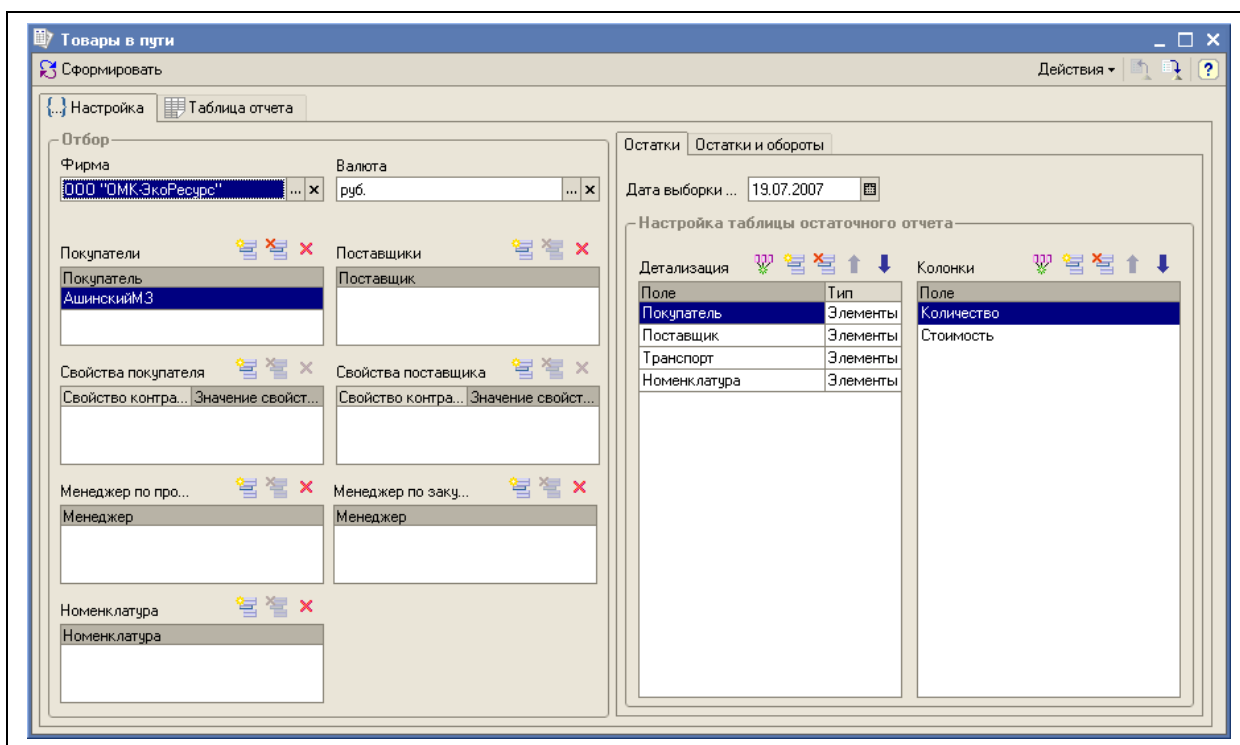 Товары в пути
Сформировать
Действия
Настройка
Таблица отчета
Отбор
Фирма
Валюта
ООО "ОМК-ЭкоРесурс"
руб.
Покупатели
Поставщики
Покупатель
Поставщик
АшинскийМЗ
Свойства покупателя
Свойства поставщика
Свойство контра... Значение свойст...
Свойство контра... Значение свойст...
Менеджер по про...
Менеджер по заку...
Менеджер
Менеджер
Номенклатура
Номенклатура
Остатки
Остатки и обороты
Дата выборки ... 19.07.2007
Настройка таблицы остаточного отчета
Детализация
Колонки
Поле Тип
Поле
Покупатель Элементы
Количество
Поставщик Элементы
Стоимость
Транспорт Элементы
Номенклатура Элементы